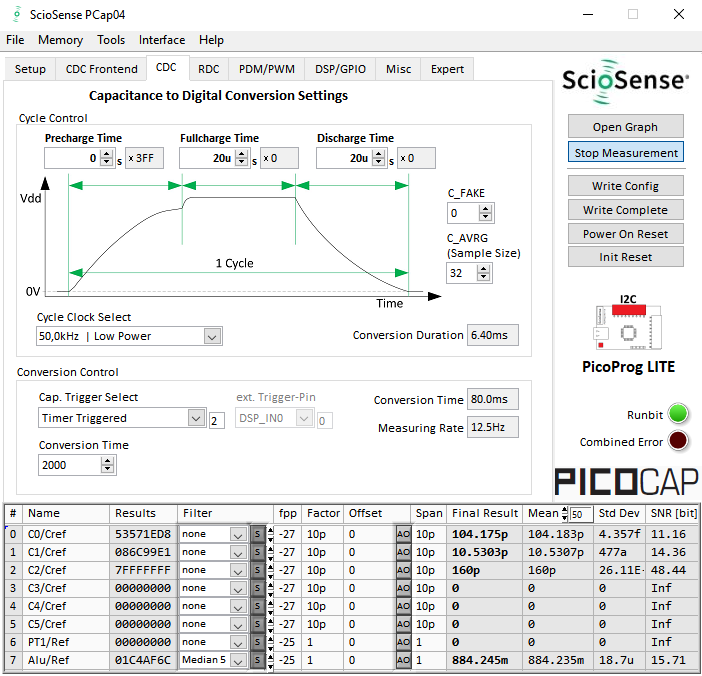 ScioSense PCap04
File Memory Tools Interface Help
Setup CDC Frontend CDC RDC PDM/PWM DSP/GPIO Misc Expert
ScioSense
Capacitance to Digital Conversion Settings
Cycle Control
Precharge Time Fullcharge Time Discharge Time
0 s x 3FF 20u s x 0 20u s x 0
Vdd
1 Cycle
0V
Time
C_FAKE
0
C_AVRG
(Sample Size)
32
Cycle Clock Select
50,0kHz | Low Power
Conversion Duration 6.40ms
Conversion Control
Cap. Trigger Select
Timer Triggered 2
ext. Trigger-Pin
DSP_IN0 0
Conversion Time 80.0ms
Measuring Rate 12.5Hz
Conversion Time
2000
Open Graph
Stop Measurement
Write Config
Write Complete
Power On Reset
Init Reset
I2C
PicoProg LITE
Runbit
Combined Error
PICOCAP
# Name Results Filter fpp Factor Offset Span Final Result Mean 50 Std Dev SNR [bit]
0 C0/Cref 53571ED8 none S -27 10p 0 AO 10p 104.175p 104.183p 4.357f 11.16
1 C1/Cref 086C99E1 none S -27 10p 0 AO 10p 10.5303p 10.5307p 477a 14.36
2 C2/Cref 7FFFFFFF none S -27 10p 0 AO 10p 160p 160p 26.11E- 48.44
3 C3/Cref 00000000 none S -27 10p 0 AO 10p 0 0 0 Inf
4 C4/Cref 00000000 none S -27 10p 0 AO 10p 0 0 0 Inf
5 C5/Cref 00000000 none S -27 10p 0 AO 10p 0 0 0 Inf
6 PT1/Ref 00000000 none S -25 1 0 AO 1 0 0 0 Inf
7 Alu/Ref 01C4AF6C Median 5 S -25 1 0 AO 1 884.245m 884.235m 18.7u 15.71